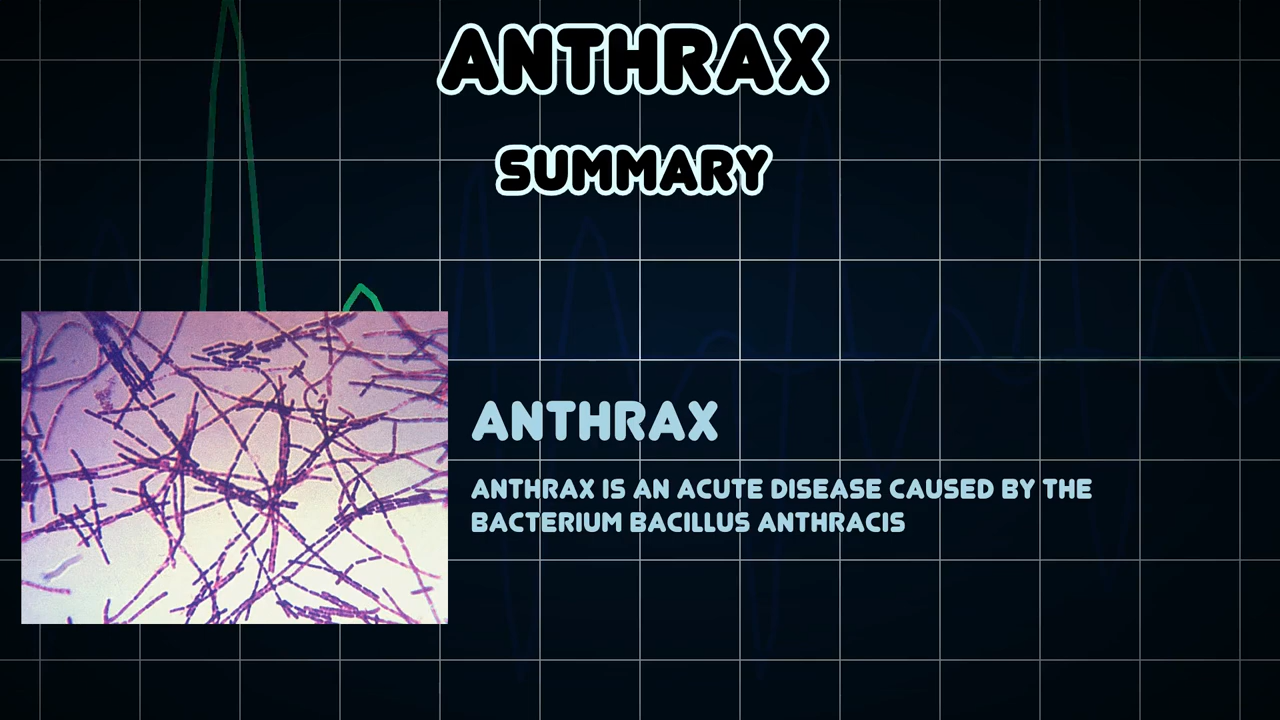 ANTHRAX
SUMMARY
ANTHRAX
ANTHRAX IS AN ACUTE DISEASE CAUSED BY THE
BACTERIUM BACILLUS ANTHRACIS